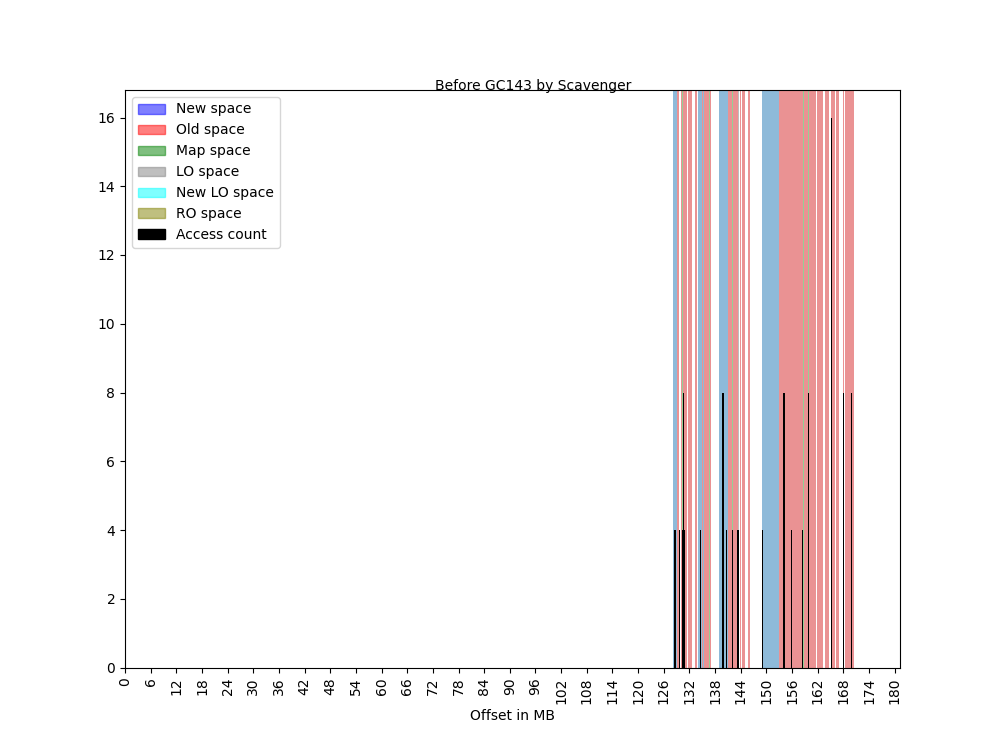 Before GC143 by Scavenger
New space
Old space
Map space
LO space
New LO space
RO space
Access count
16
14
12
10
8
6
4
2
0
0 6 12 18 24 30 36 42 48 54 60 66 72 78 84 90 96 102 108 114 120 126 132 138 144 150 156 162 168 174 180
Offset in MB